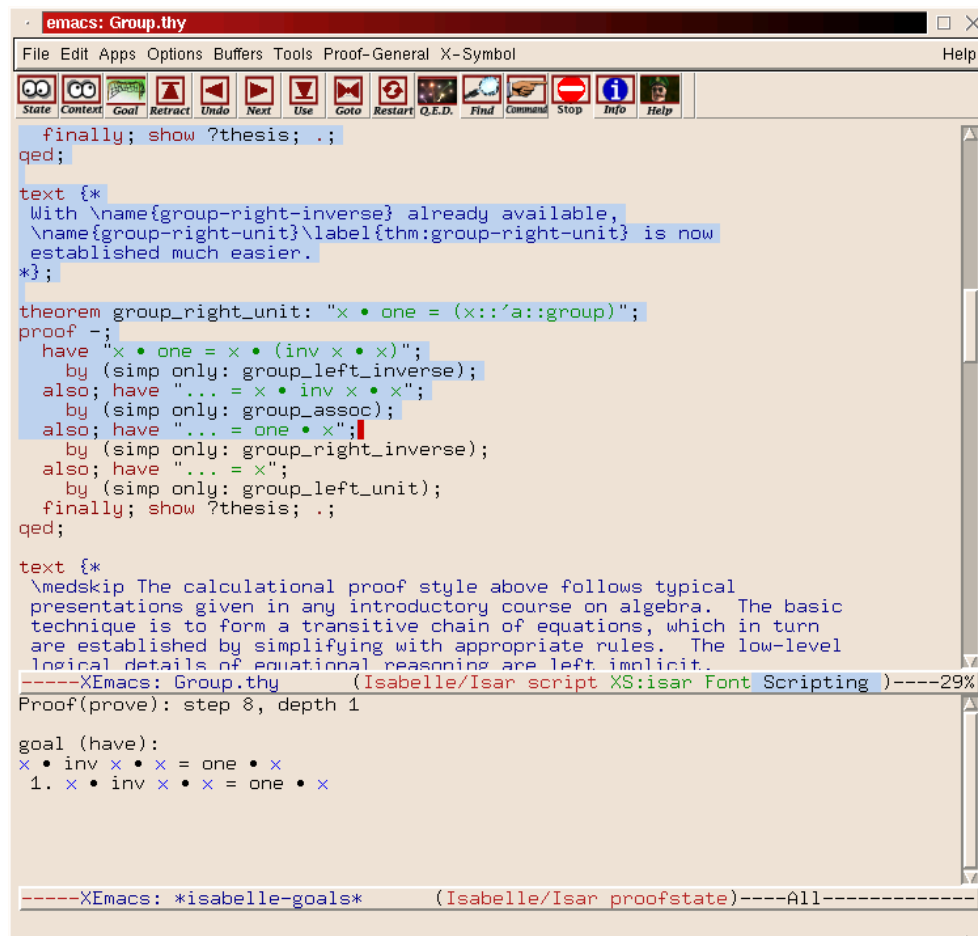 emacs: Group.thy
File Edit Apps Options Buffers Tools Proof-General X-Symbol Help
State Context Goal Retract Undo Next Use Goto Restart Q.E.D. Find Command Stop Info Help
finally; show ?thesis; .;
qed;
text {*
With \name{group-right-inverse} already available,
\name{group-right-unit}\label{thm:group-right-unit} is now
established much easier.
*};
theorem group_right_unit: "x • one = (x::´a::group)";
proof -;
have "x • one = x • (inv x • x)";
by (simp only: group_left_inverse);
also; have "... = x • inv x • x";
by (simp only: group_assoc);
also; have "... = one • x";
by (simp only: group_right_inverse);
also; have "... = x";
by (simp only: group_left_unit);
finally; show ?thesis; .;
qed;
text {*
\medskip The calculational proof style above follows typical
presentations given in any introductory course on algebra.  The basic
technique is to form a transitive chain of equations, which in turn
are established by simplifying with appropriate rules.  The low-level
logical details of equational reasoning are left implicit.
-----XEmacs: Group.thy      (Isabelle/Isar script XS:isar Font Scripting )----29%
Proof(prove): step 8, depth 1
goal (have):
x • inv x • x = one • x
1. x • inv x • x = one • x
-----XEmacs: *isabelle-goals*      (Isabelle/Isar proofstate)----All-------------